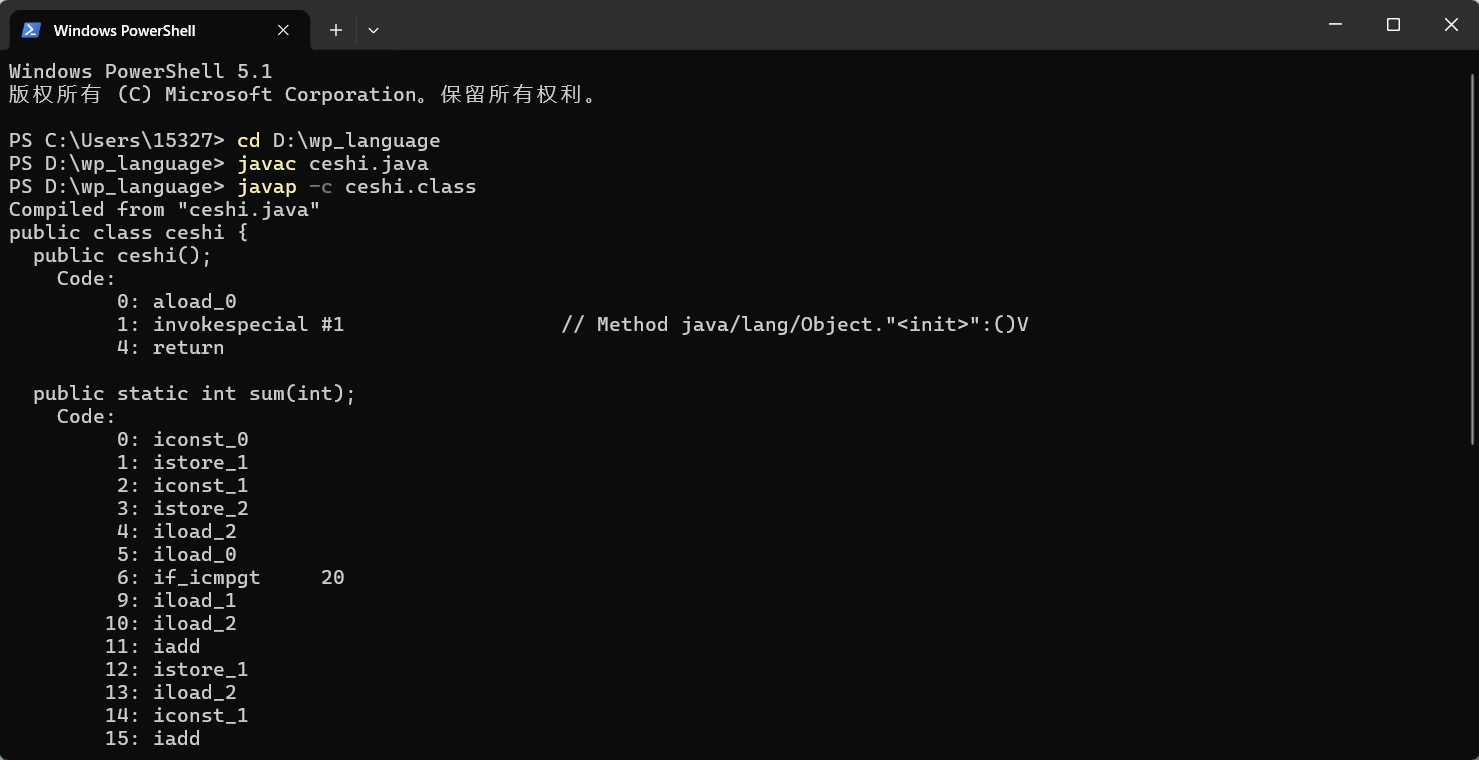 Windows PowerShell
Windows PowerShell 5.1
版权所有 (C) Microsoft Corporation。保留所有权利。
PS C:\Users\15327> cd D:\wp_language
PS D:\wp_language> javac ceshi.java
PS D:\wp_language> javap -c ceshi.class
Compiled from "ceshi.java"
public class ceshi {
  public ceshi();
    Code:
         0: aload_0
         1: invokespecial #1                  // Method java/lang/Object."<init>":()V
         4: return
  public static int sum(int);
    Code:
         0: iconst_0
         1: istore_1
         2: iconst_1
         3: istore_2
         4: iload_2
         5: iload_0
         6: if_icmpgt     20
         9: iload_1
        10: iload_2
        11: iadd
        12: istore_1
        13: iload_2
        14: iconst_1
        15: iadd